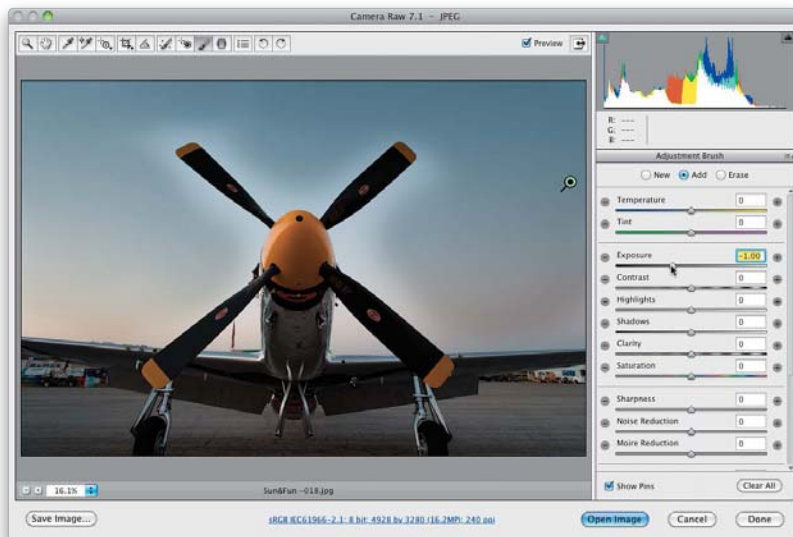 Camera Raw 7.1 – JPEG
Preview
R: ---
G: ---
B: ---
Adjustment Brush
New Add Erase
Temperature 0
Tint 0
Exposure -1.00
Contrast 0
Highlights 0
Shadows 0
Clarity 0
Saturation 0
Sharpness 0
Noise Reduction 0
Moire Reduction 0
Show Pins Clear All
16.1% Sun&Fun -018.jpg
Save Image... sRGB IEC61966-2.1; 8 bit; 4928 by 3280 (16.2MP); 240 ppi Open Image Cancel Done